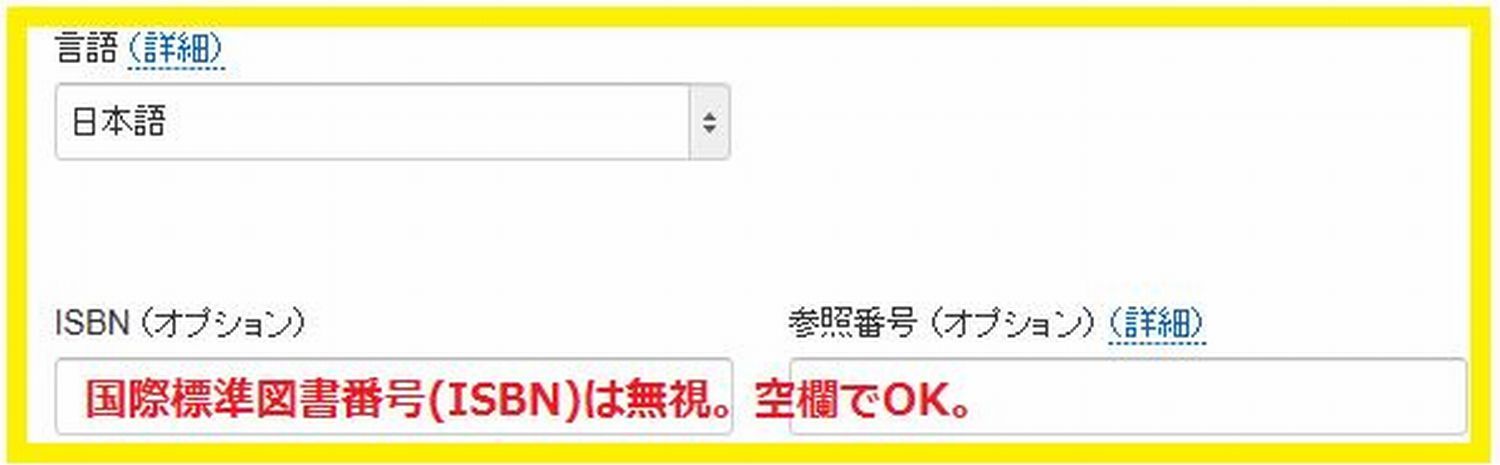 言語 (詳細)
日本語
ISBN (オプション)
参照番号 (オプション) (詳細)
国際標準図書番号(ISBN)は無視。空欄でOK。